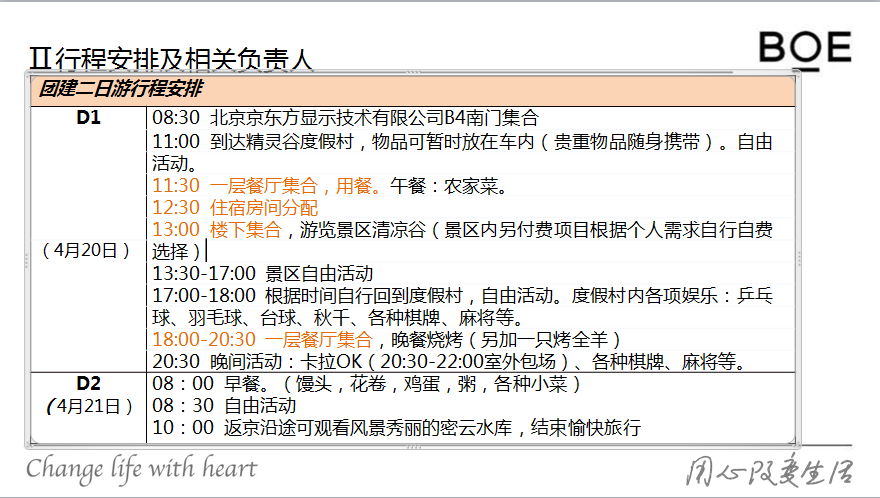 Ⅱ行程安排及相关负责人
BOE
团建二日游行程安排
D1
（4月20日）
08:30 北京京东方显示技术有限公司B4南门集合
11:00 到达精灵谷度假村，物品可暂时放在车内（贵重物品随身携带）。自由
活动。
11:30 一层餐厅集合，用餐。午餐：农家菜。
12:30 住宿房间分配
13:00 楼下集合，游览景区清凉谷（景区内另付费项目根据个人需求自行自费
选择）
13:30-17:00 景区自由活动
17:00-18:00 根据时间自行回到度假村，自由活动。度假村内各项娱乐：乒乓
球、羽毛球、台球、秋千、各种棋牌、麻将等。
18:00-20:30 一层餐厅集合，晚餐烧烤（另加一只烤全羊）
20:30 晚间活动：卡拉OK（20:30-22:00室外包场）、各种棋牌、麻将等。
D2
（4月21日）
08：00 早餐。（馒头，花卷，鸡蛋，粥，各种小菜）
08：30 自由活动
10：00 返京沿途可观看风景秀丽的密云水库，结束愉快旅行
Change life with heart
用心改变生活